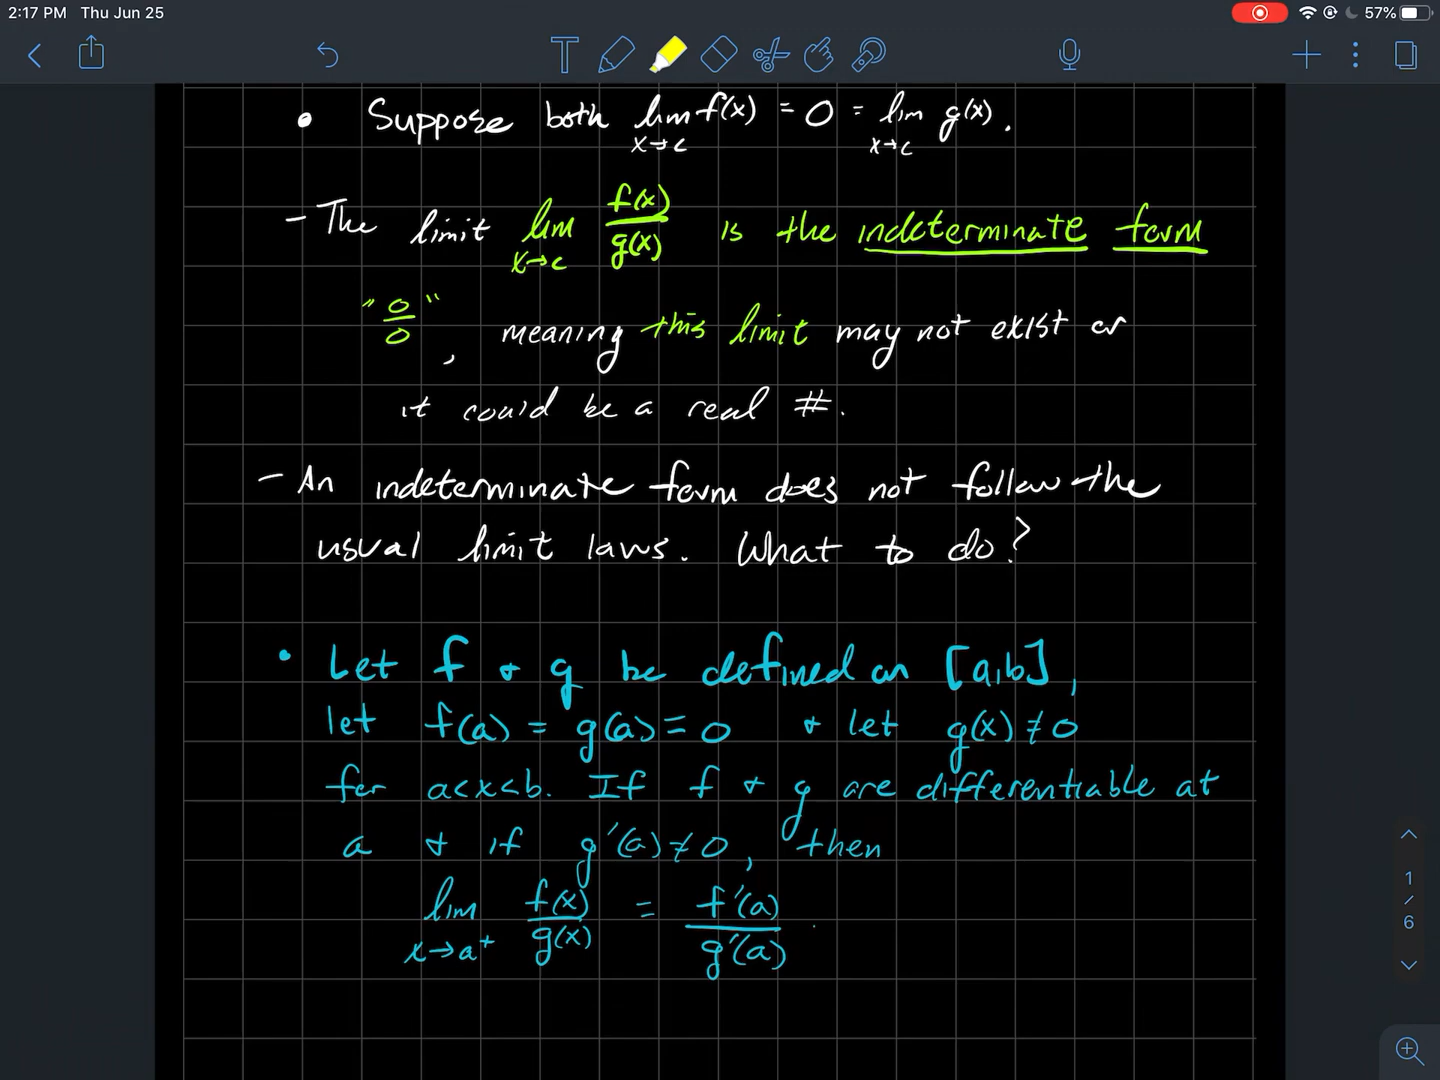 2:17 PM Thu Jun 25 57%
• Suppose both lim x→c f(x) = 0 = lim x→c g(x).
- The limit lim x→c f(x)/g(x) is the indeterminate form
"0/0", meaning this limit may not exist or
it could be a real #.
- An indeterminate form does not follow the
usual limit laws. What to do?
• Let f & g be defined on [a,b],
let f(a) = g(a) = 0 & let g(x) ≠ 0
for a<x<b. If f & g are differentiable at
a & if g'(a) ≠ 0, then
lim x→a+ f(x)/g(x) = f'(a)/g'(a)
1
/
6